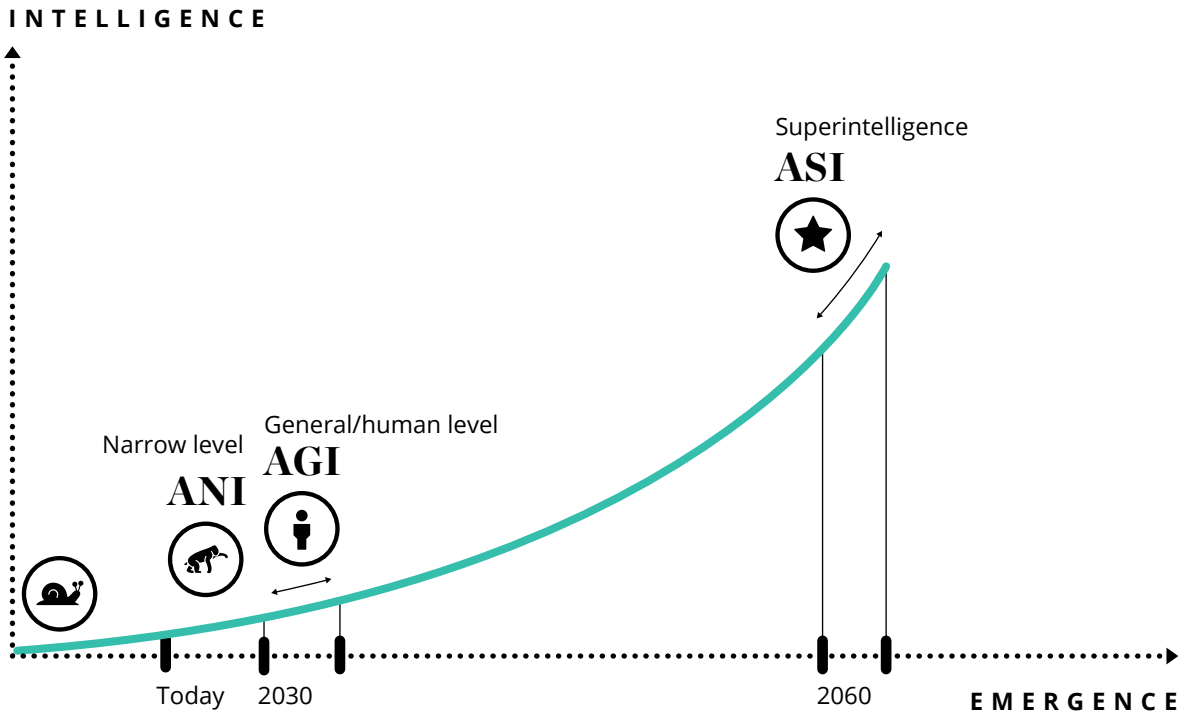 INTELLIGENCE
Superintelligence
ASI
General/human level
AGI
Narrow level
ANI
Today
2030
2060
EMERGENCE